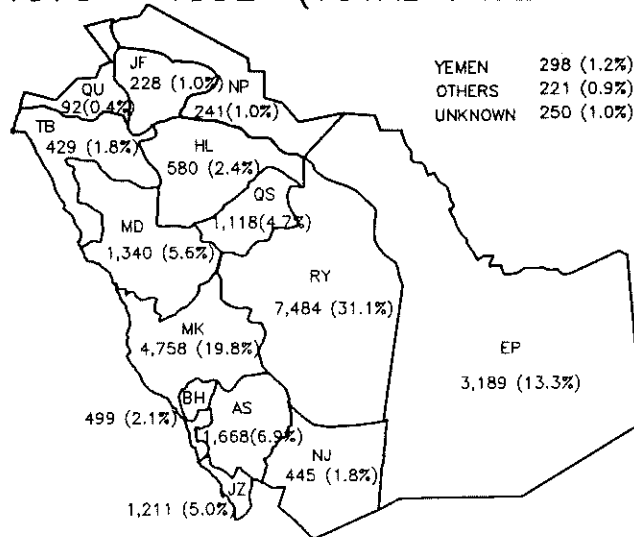 JF
228 (1.0%)
QU
92(0.4%)
NP
241(1.0%)
YEMEN 298 (1.2%)
OTHERS 221 (0.9%)
UNKNOWN 250 (1.0%)
TB
429 (1.8%)
HL
580 (2.4%)
QS
1,118(4.7%)
MD
1,340 (5.6%)
RY
7,484 (31.1%)
MK
4,758 (19.8%)
EP
3,189 (13.3%)
BH
499 (2.1%)
AS
1,668(6.9%)
NJ
445 (1.8%)
JZ
1,211 (5.0%)